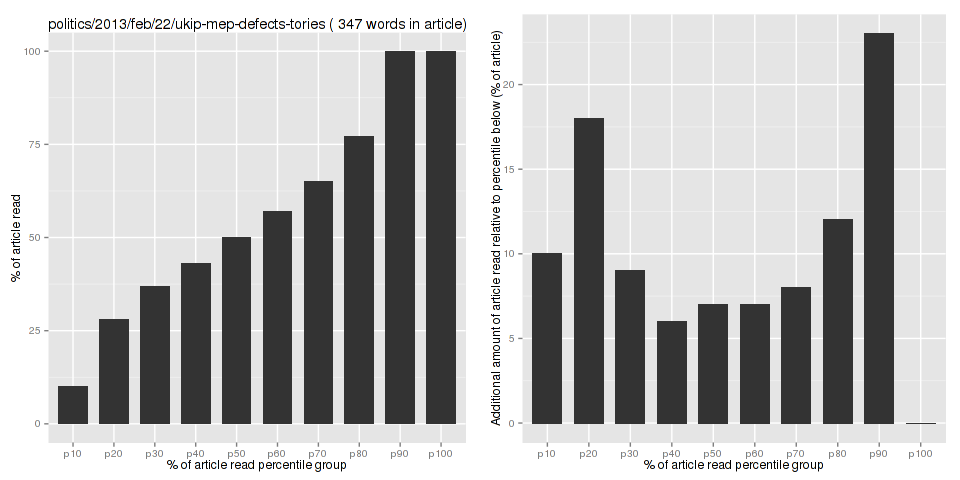 politics/2013/feb/22/ukip-mep-defects-tories ( 347 words in article)
% of article read
100
75
50
25
0
p10 p20 p30 p40 p50 p60 p70 p80 p90 p100
% of article read percentile group
Additional amount of article read relative to percentile below (% of article)
20
15
10
5
0
p10 p20 p30 p40 p50 p60 p70 p80 p90 p100
% of article read percentile group